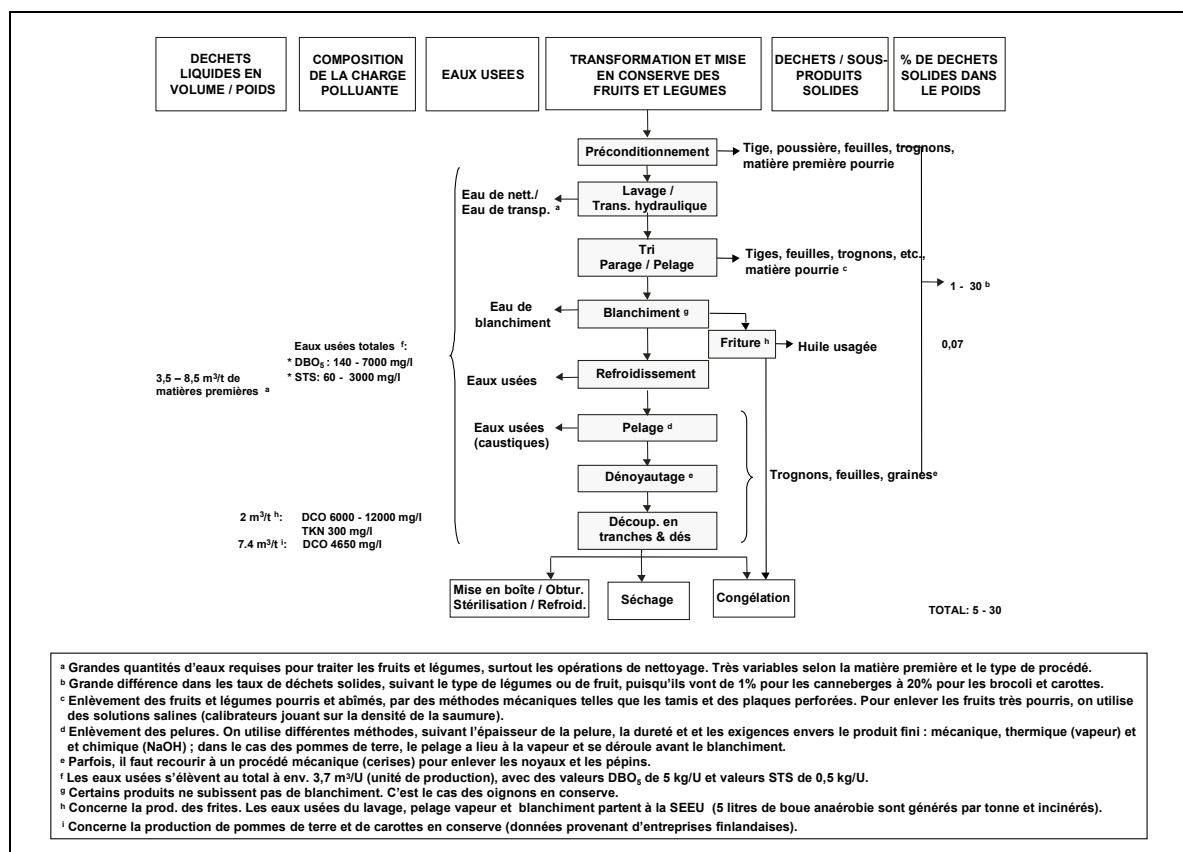 DECHETS
LIQUIDES EN
VOLUME / POIDS
COMPOSITION
DE LA CHARGE
POLLUANTE
EAUX USEES
TRANSFORMATION ET MISE
EN CONSERVE DES
FRUITS ET LEGUMES
DECHETS / SOUS-
PRODUITS
SOLIDES
% DE DECHETS
SOLIDES DANS
LE POIDS
Préconditionnement
Tige, poussière, feuilles, trognons,
matière première pourrie
Eau de nett./
Eau de transp. ᵃ
Lavage /
Trans. hydraulique
Tri
Parage / Pelage
Tiges, feuilles, trognons, etc.,
matière pourrie ᶜ
1 - 30 ᵇ
Eau de
blanchiment
Blanchiment ᵍ
Friture ʰ
Huile usagée
0,07
Eaux usées totales ᶠ:
* DBO₅ : 140 - 7000 mg/l
* STS: 60 - 3000 mg/l
3,5 – 8,5 m³/t de
matières premières ᵃ
Eaux usées
Refroidissement
Eaux usées
(caustiques)
Pelage ᵈ
Dénoyautage ᵉ
Trognons, feuilles, grainesᵉ
2 m³/t ʰ: DCO 6000 - 12000 mg/l
TKN 300 mg/l
7.4 m³/t ⁱ: DCO 4650 mg/l
Découp. en
tranches & dés
Mise en boîte / Obtur.
Stérilisation / Refroid.
Séchage
Congélation
TOTAL: 5 - 30
ᵃ Grandes quantités d'eaux requises pour traiter les fruits et légumes, surtout les opérations de nettoyage. Très variables selon la matière première et le type de procédé.
ᵇ Grande différence dans les taux de déchets solides, suivant le type de légumes ou de fruit, puisqu'ils vont de 1% pour les canneberges à 20% pour les brocoli et carottes.
ᶜ Enlèvement des fruits et légumes pourris et abîmés, par des méthodes mécaniques telles que les tamis et des plaques perforées. Pour enlever les fruits très pourris, on utilise
des solutions salines (calibrateurs jouant sur la densité de la saumure).
ᵈ Enlèvement des pelures. On utilise différentes méthodes, suivant l'épaisseur de la pelure, la dureté et et les exigences envers le produit fini : mécanique, thermique (vapeur) et
et chimique (NaOH) ; dans le cas des pommes de terre, le pelage a lieu à la vapeur et se déroule avant le blanchiment.
ᵉ Parfois, il faut recourir à un procédé mécanique (cerises) pour enlever les noyaux et les pépins.
ᶠ Les eaux usées s'élèvent au total à env. 3,7 m³/U (unité de production), avec des valeurs DBO₅ de 5 kg/U et valeurs STS de 0,5 kg/U.
ᵍ Certains produits ne subissent pas de blanchiment. C'est le cas des oignons en conserve.
ʰ Concerne la prod. des frites. Les eaux usées du lavage, pelage vapeur et blanchiment partent à la SEEU (5 litres de boue anaérobie sont générés par tonne et incinérés).
ⁱ Concerne la production de pommes de terre et de carottes en conserve (données provenant d'entreprises finlandaises).